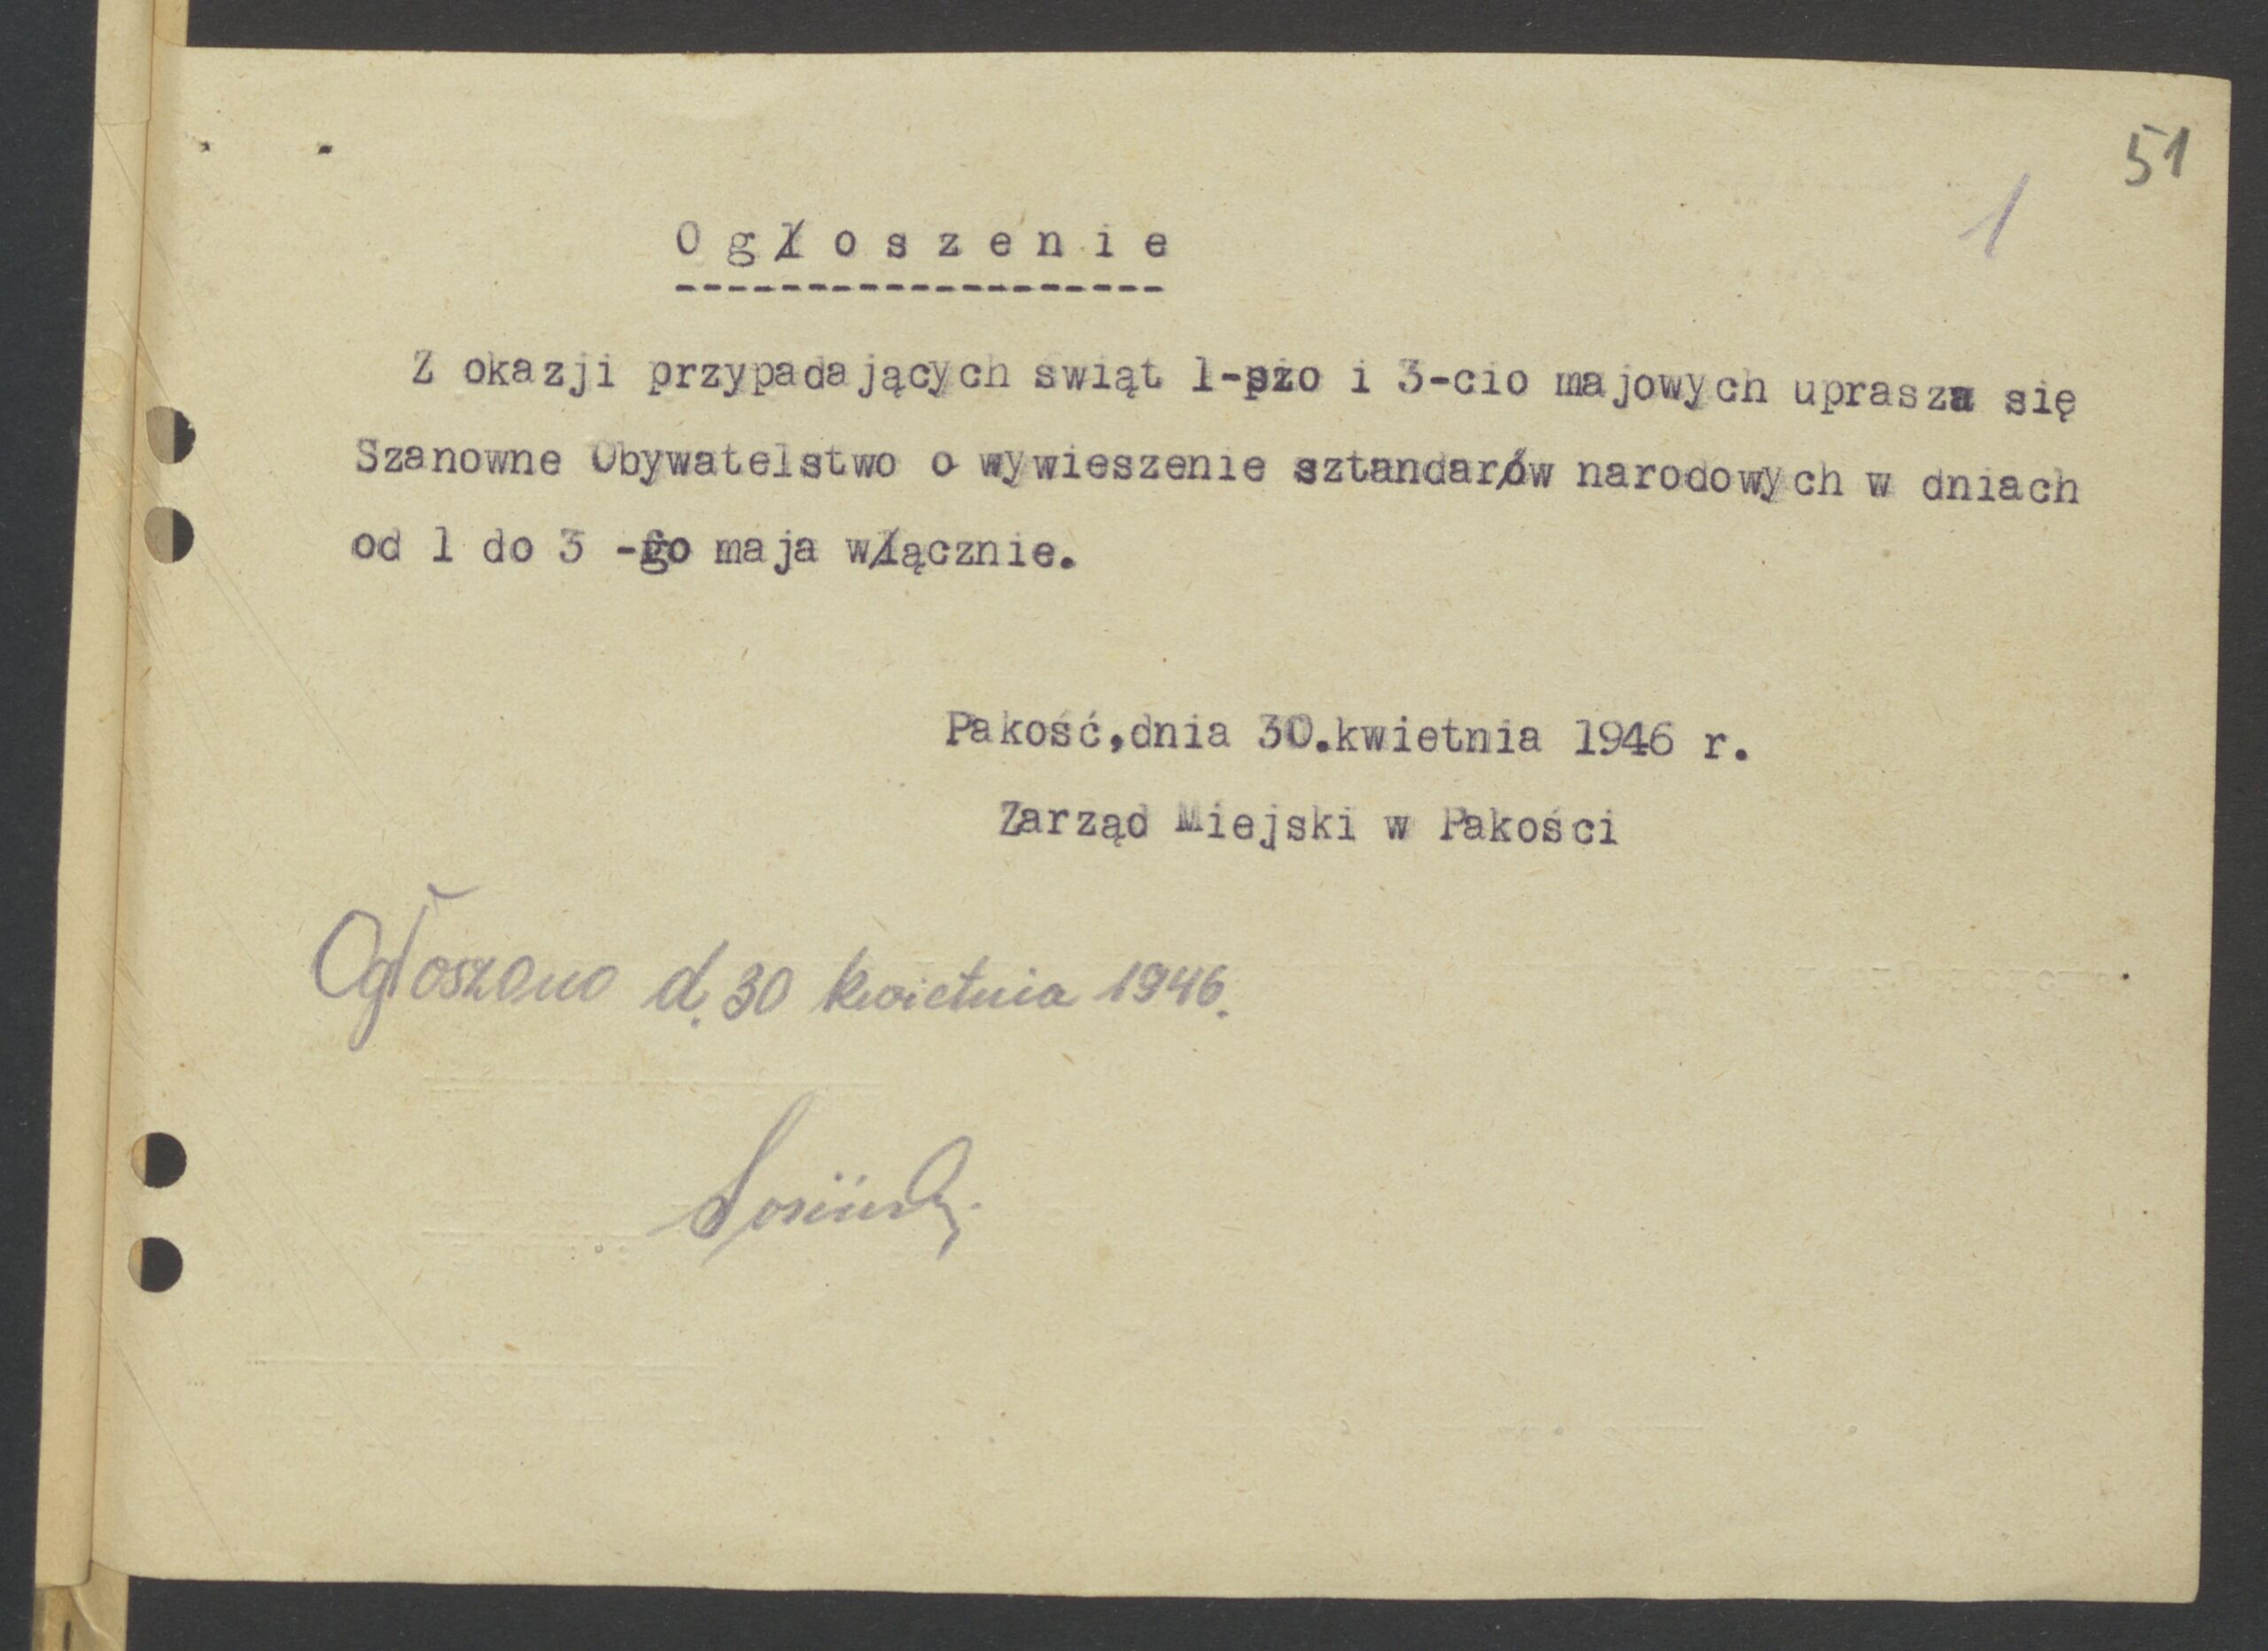 51
1
Ogłoszenie
Z okazji przypadających świąt 1-szo i 3-cio majowych uprasza się
Szanowne Obywatelstwo o wywieszenie sztandarów narodowych w dniach
od 1 do 3 -go maja włącznie.
Pakość,dnia 30.kwietnia 1946 r.
Zarząd Miejski w Pakości
Ogłoszono d. 30 kwietnia 1946.